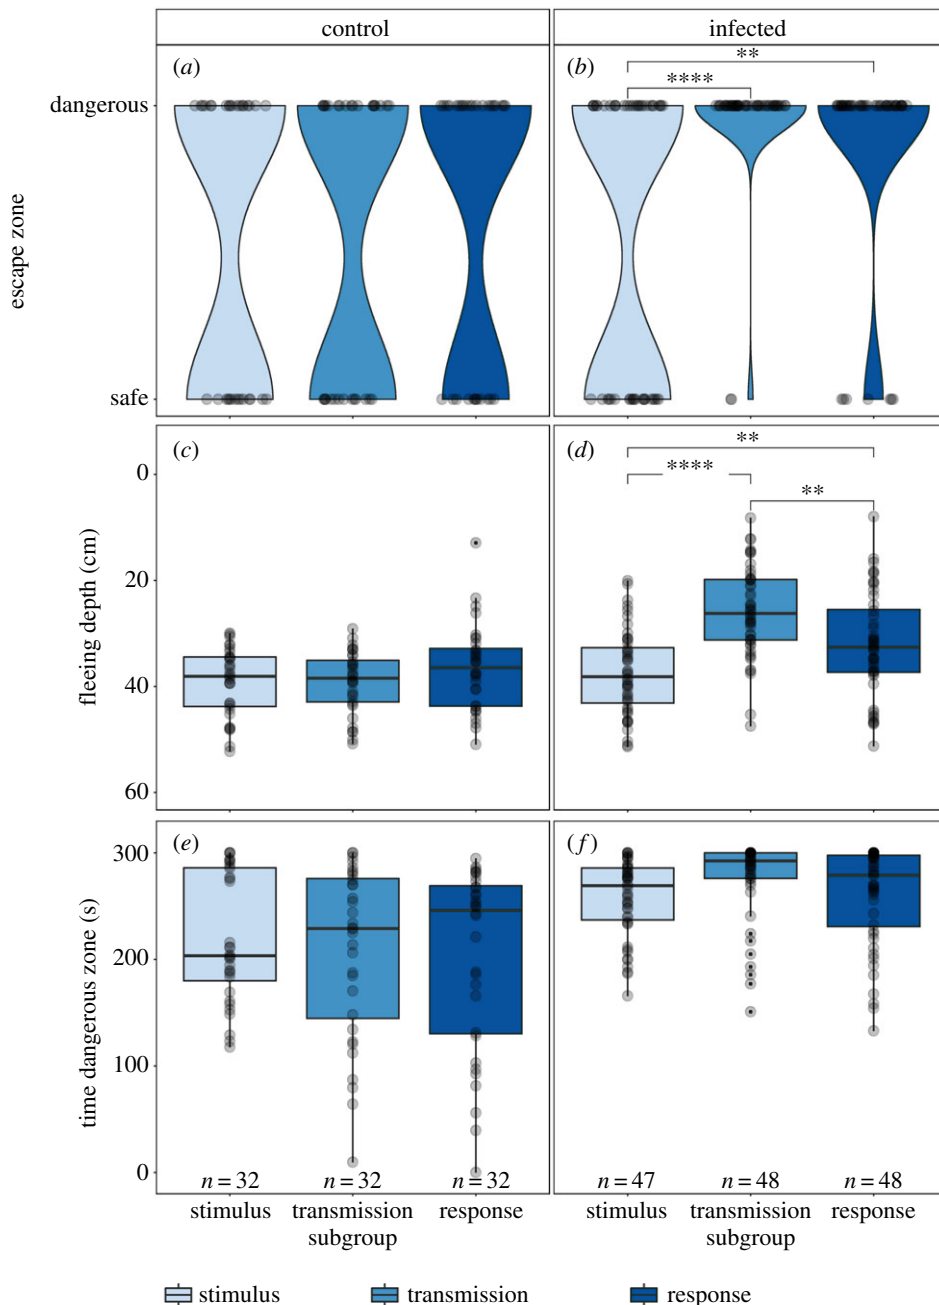 control infected
(a) (b) **
****
dangerous
escape zone
safe
(c) (d) **
****
**
0
20
fleeing depth (cm)
40
60
(e) (f)
300
200
time dangerous zone (s)
100
0
n = 32 n = 32 n = 32 n = 47 n = 48 n = 48
stimulus transmission response stimulus transmission response
subgroup subgroup
stimulus transmission response